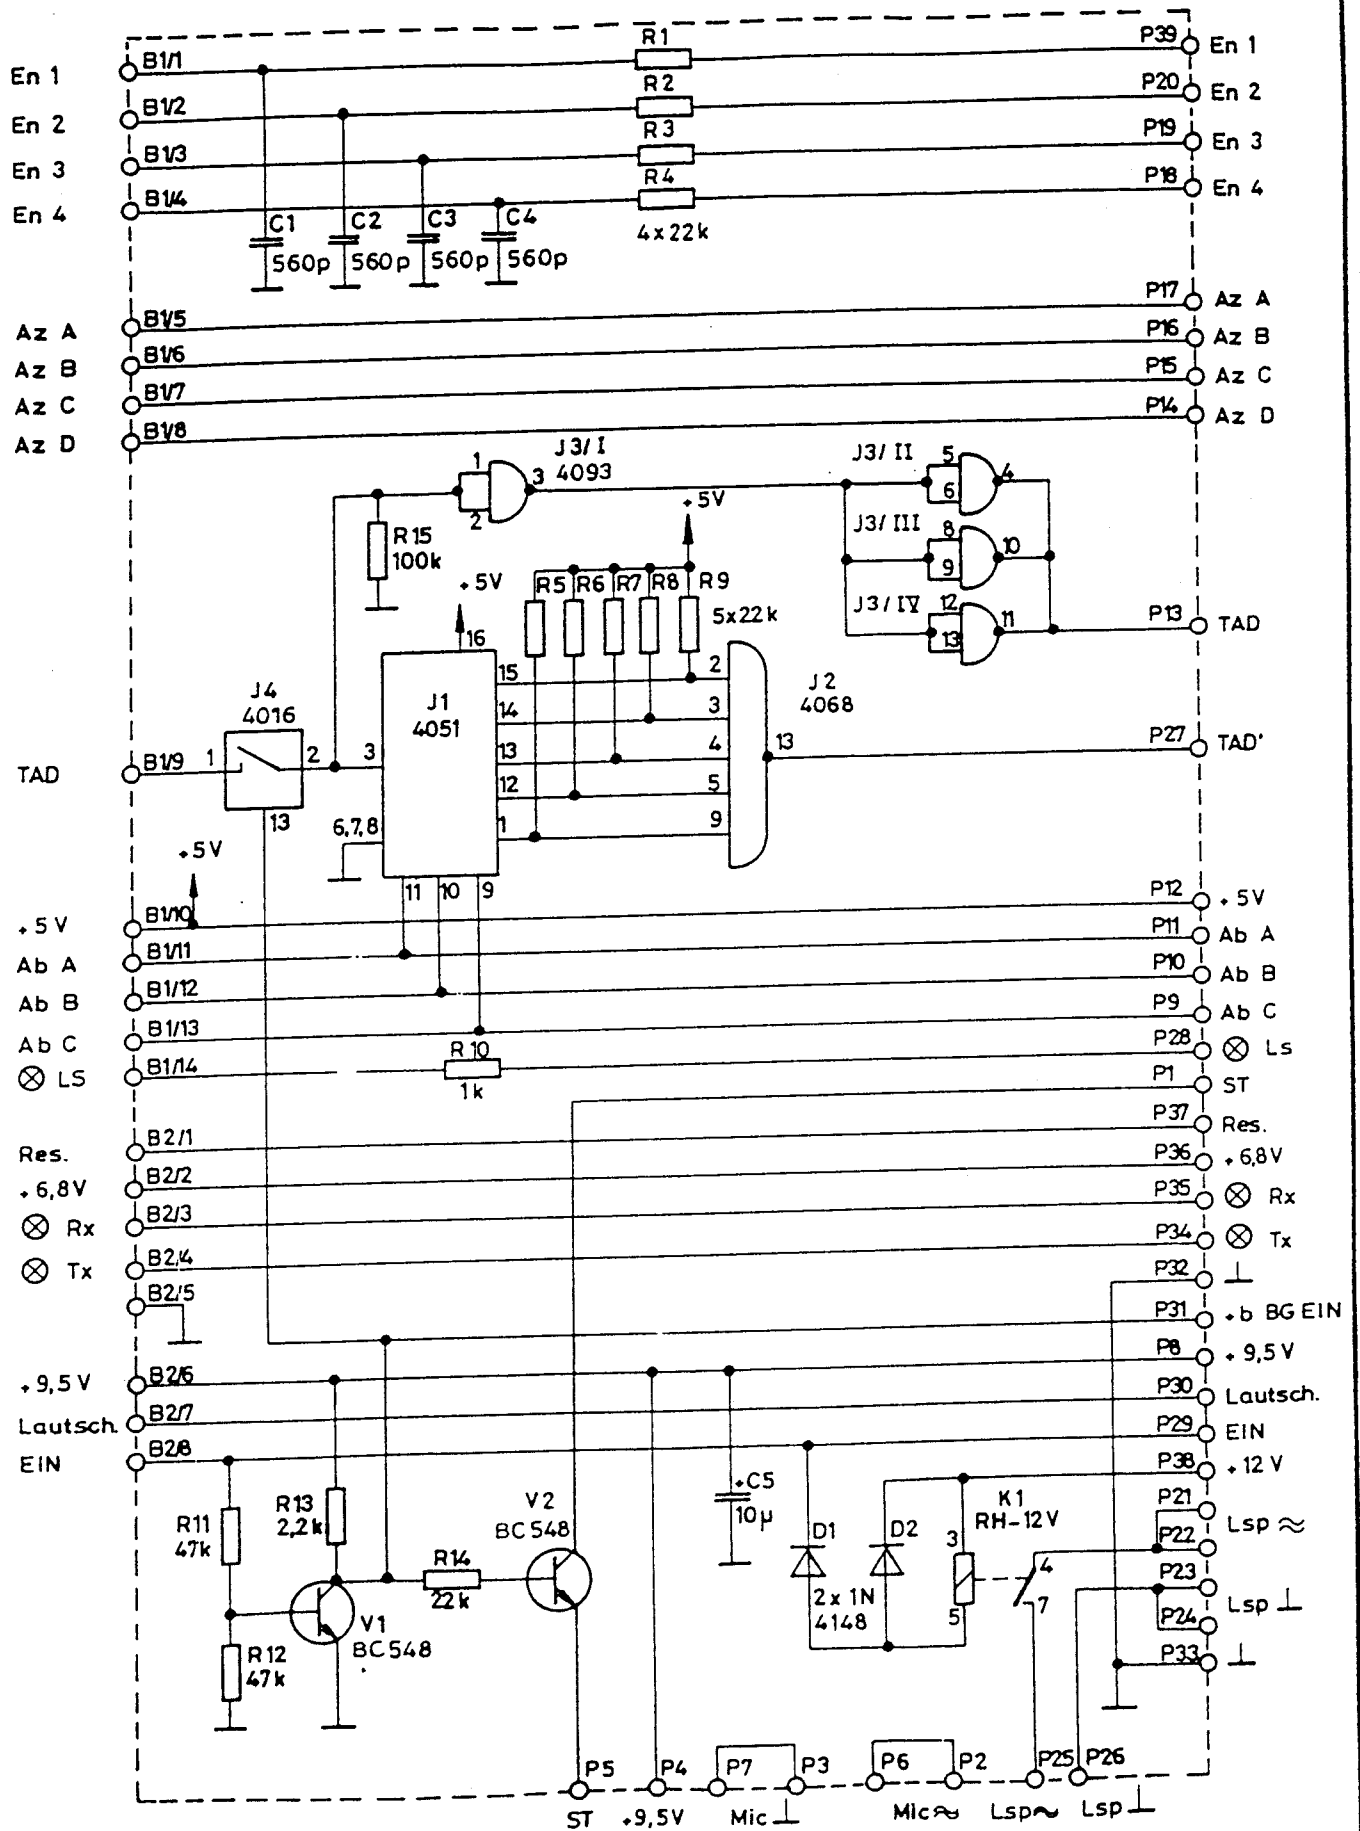 En 1 B1/1 R1 P39 En 1
En 2 B1/2 R2 P20 En 2
En 3 B1/3 R3 P19 En 3
En 4 B1/4 R4 P18 En 4
C1 C2 C3 C4 4x22k
560p 560p 560p 560p
Az A B1/5 P17 Az A
Az B B1/6 P16 Az B
Az C B1/7 P15 Az C
Az D B1/8 P14 Az D
J3/I
4093
1 2 3
J3/II 5 6 4
J3/III 8 9 10
J3/IV 12 13 11
R15
100k
+5V
+5V
R5 R6 R7 R8 R9
5x22k
P13 TAD
J4
4016
J1
4051
J2
4068
16
15 2
14 3
13 4
12 5
1 9
13
P27 TAD'
TAD B1/9 1 2 3
13
6,7,8
11 10 9
+5V
+5V B1/10 P12 +5V
Ab A B1/11 P11 Ab A
Ab B B1/12 P10 Ab B
Ab C B1/13 P9 Ab C
LS B1/14 R10 P28 Ls
1k
P1 ST
Res. B2/1 P37 Res.
+6,8V B2/2 P36 +6,8V
Rx B2/3 P35 Rx
Tx B2/4 P34 Tx
B2/5 P32
P31 +b BG EIN
+9,5V B2/6 P8 +9,5V
Lautsch. B2/7 P30 Lautsch.
EIN B2/8 P29 EIN
P38 +12V
R11
47k
R13
2,2k
R14
22k
V2
BC548
+C5
10µ
D1 D2
2x1N
4148
K1
RH-12V
3
5
4
7
P21
P22
Lsp ≈
P23
P24
Lsp ⊥
P33 ⊥
R12
47k
V1
BC548
P5 P4 P7 P3 P6 P2 P25 P26
ST +9,5V Mic ⊥ Mic ≈ Lsp ~ Lsp ⊥